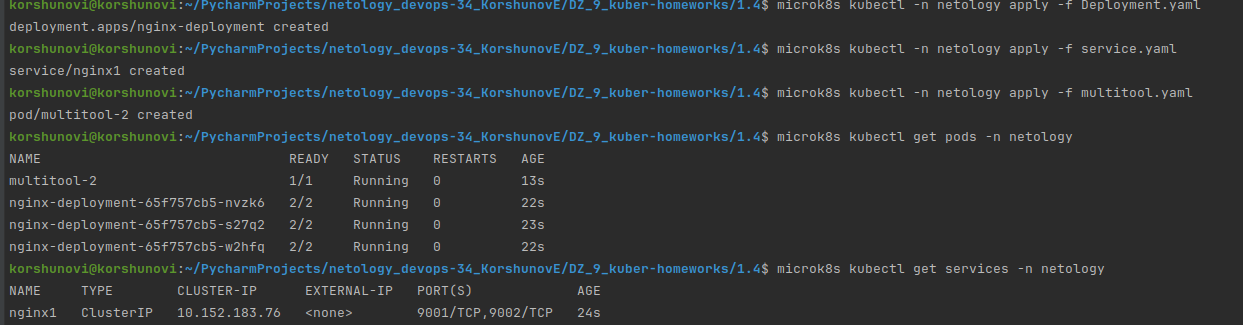 korshunovi@korshunovi:~/PycharmProjects/netology_devops-34_KorshunovE/DZ_9_kuber-homeworks/1.4$ microk8s kubectl -n netology apply -f Deployment.yaml
deployment.apps/nginx-deployment created
korshunovi@korshunovi:~/PycharmProjects/netology_devops-34_KorshunovE/DZ_9_kuber-homeworks/1.4$ microk8s kubectl -n netology apply -f service.yaml
service/nginx1 created
korshunovi@korshunovi:~/PycharmProjects/netology_devops-34_KorshunovE/DZ_9_kuber-homeworks/1.4$ microk8s kubectl -n netology apply -f multitool.yaml
pod/multitool-2 created
korshunovi@korshunovi:~/PycharmProjects/netology_devops-34_KorshunovE/DZ_9_kuber-homeworks/1.4$ microk8s kubectl get pods -n netology
NAME                               READY   STATUS    RESTARTS   AGE
multitool-2                        1/1     Running   0          13s
nginx-deployment-65f757cb5-nvzk6   2/2     Running   0          22s
nginx-deployment-65f757cb5-s27q2   2/2     Running   0          23s
nginx-deployment-65f757cb5-w2hfq   2/2     Running   0          22s
korshunovi@korshunovi:~/PycharmProjects/netology_devops-34_KorshunovE/DZ_9_kuber-homeworks/1.4$ microk8s kubectl get services -n netology
NAME     TYPE        CLUSTER-IP      EXTERNAL-IP   PORT(S)             AGE
nginx1   ClusterIP   10.152.183.76   <none>        9001/TCP,9002/TCP   24s